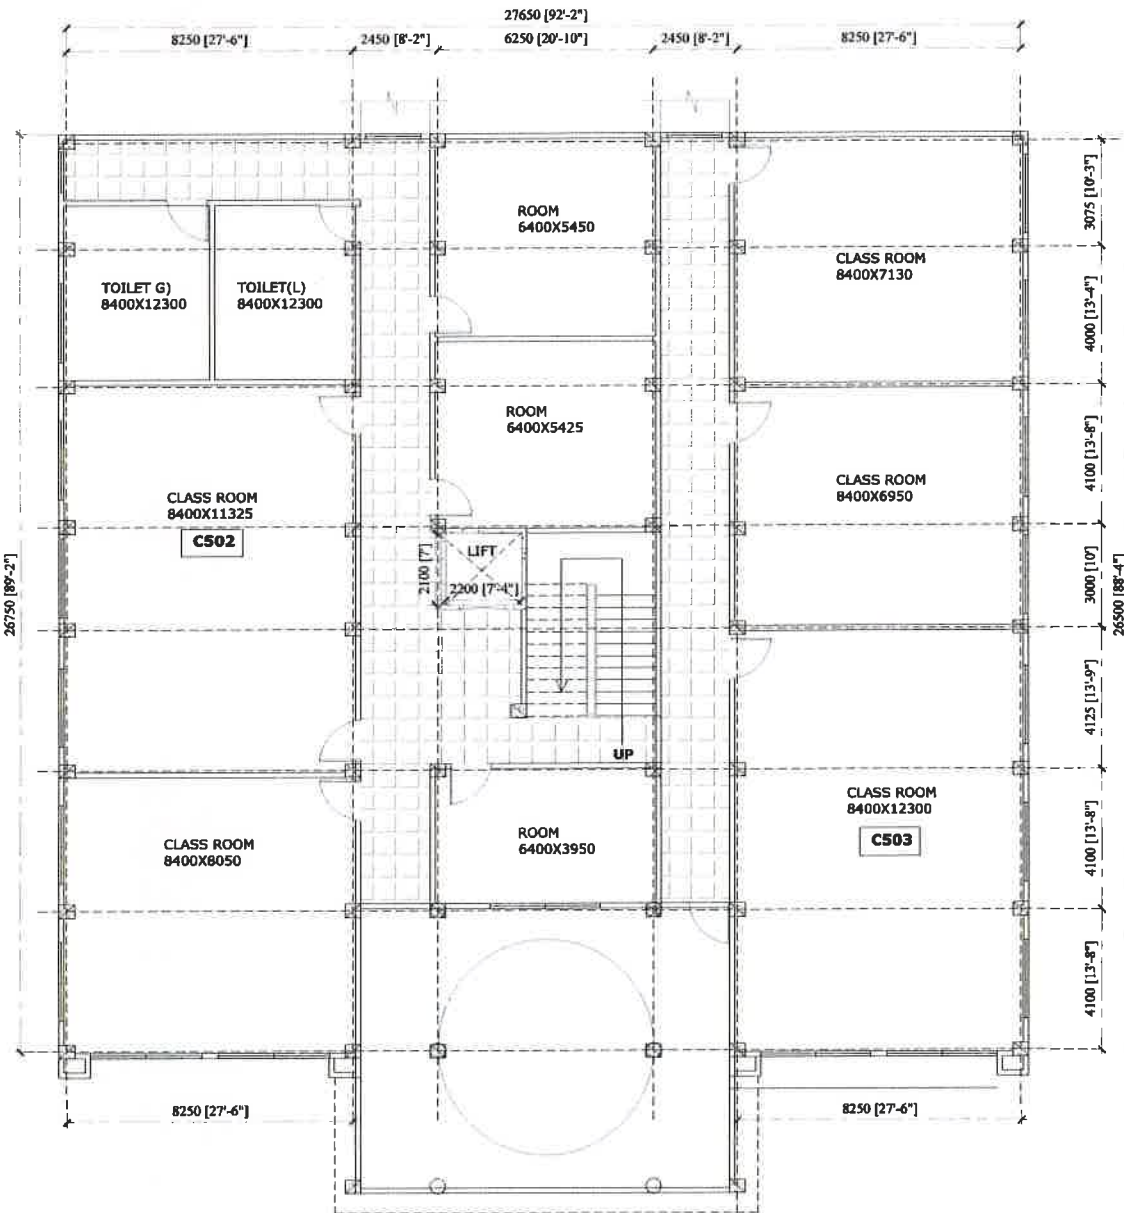 27650 [92'-2"]
8250 [27'-6"]
2450 [8'-2"]
6250 [20'-10"]
2450 [8'-2"]
8250 [27'-6"]
3075 [10'-3"]
ROOM
6400X5450
CLASS ROOM
8400X7130
TOILET G)
8400X12300
TOILET(L)
8400X12300
4000 [13'-4"]
ROOM
6400X5425
4100 [13'-8"]
CLASS ROOM
8400X6950
CLASS ROOM
8400X11325
C502
LIFT
2100 [7']
2200 [7'-4"]
3000 [10']
26750 [89'-2"]
26500 [88'-4"]
4125 [13'-9"]
UP
CLASS ROOM
8400X12300
C503
ROOM
6400X3950
CLASS ROOM
8400X8050
4100 [13'-8"]
4100 [13'-8"]
8250 [27'-6"]
8250 [27'-6"]